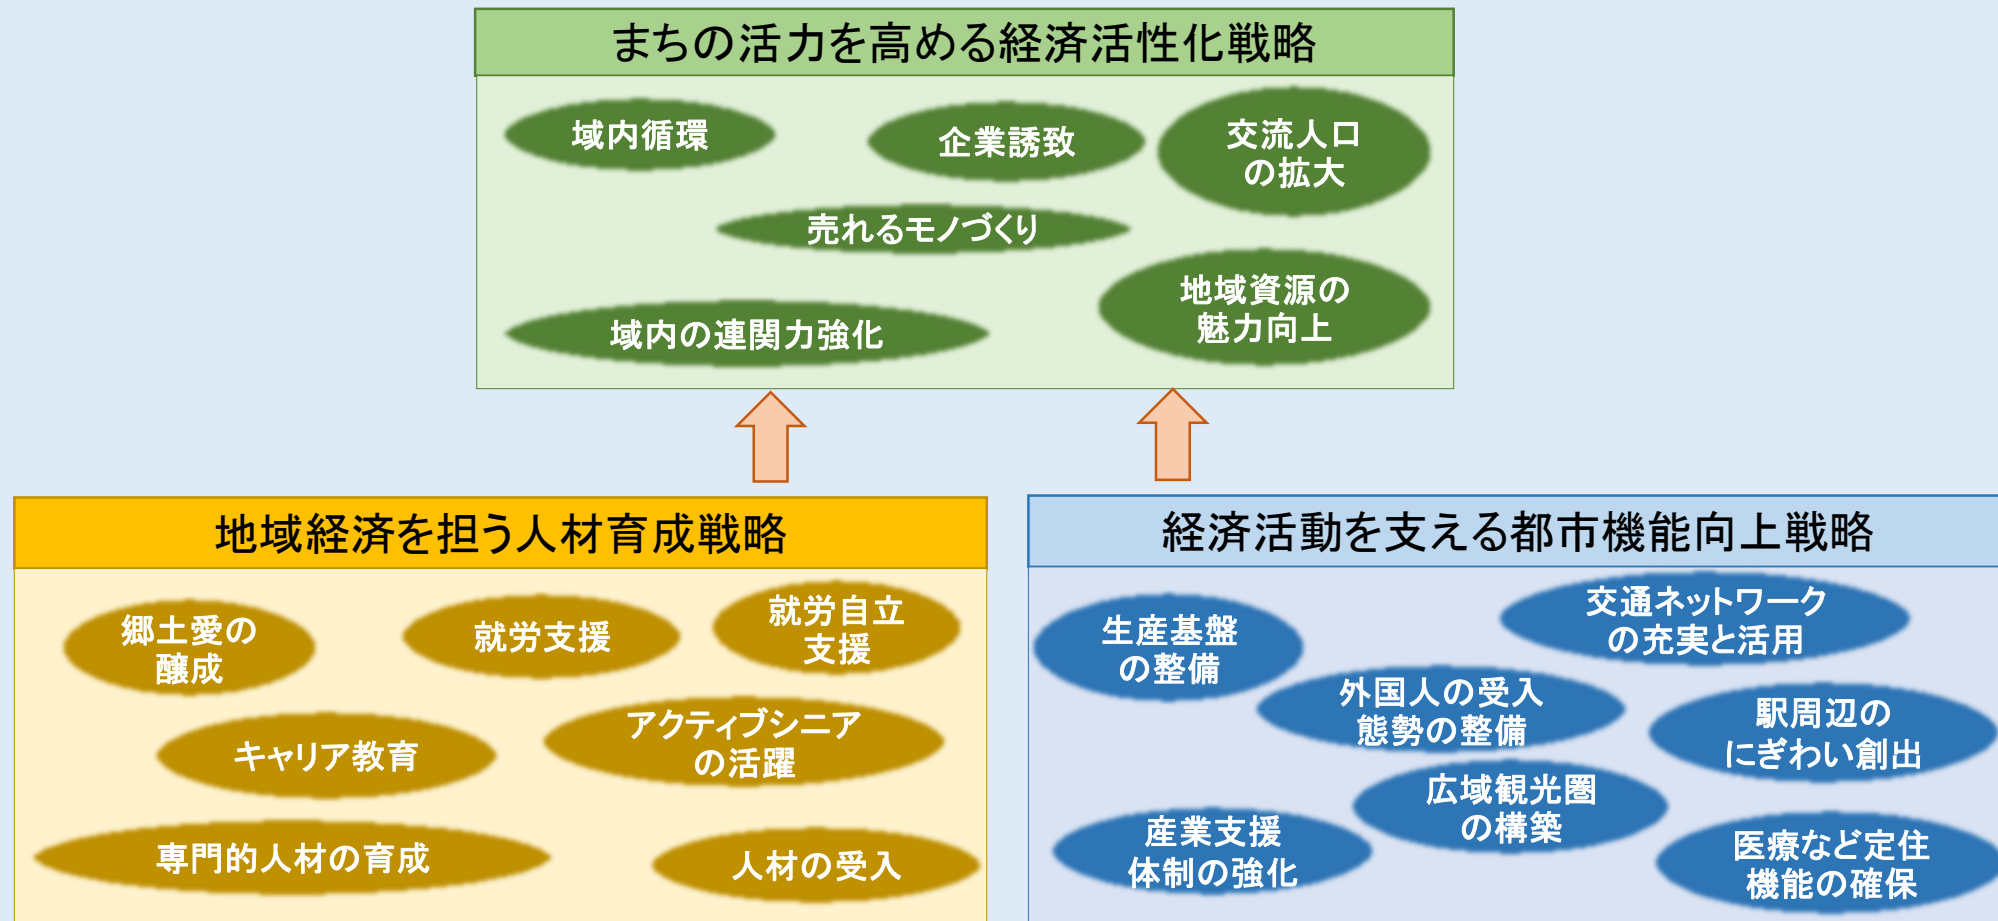 まちの活力を高める経済活性化戦略
域内循環
企業誘致
交流人口
の拡大
売れるモノづくり
域内の連関力強化
地域資源の
魅力向上
地域経済を担う人材育成戦略
郷土愛の
醸成
就労支援
就労自立
支援
キャリア教育
アクティブシニア
の活躍
専門的人材の育成
人材の受入
経済活動を支える都市機能向上戦略
生産基盤
の整備
交通ネットワーク
の充実と活用
外国人の受入
態勢の整備
駅周辺の
にぎわい創出
広域観光圏
の構築
産業支援
体制の強化
医療など定住
機能の確保